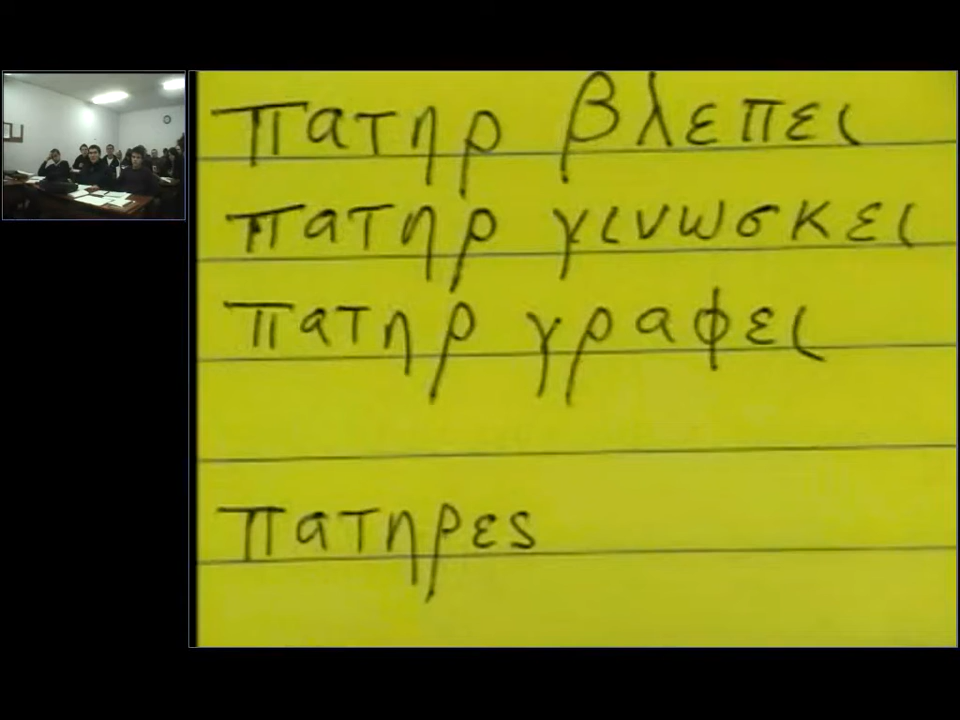 πατηρ βλεπει
πατηρ γινωσκει
πατηρ γραφει
πατηρες